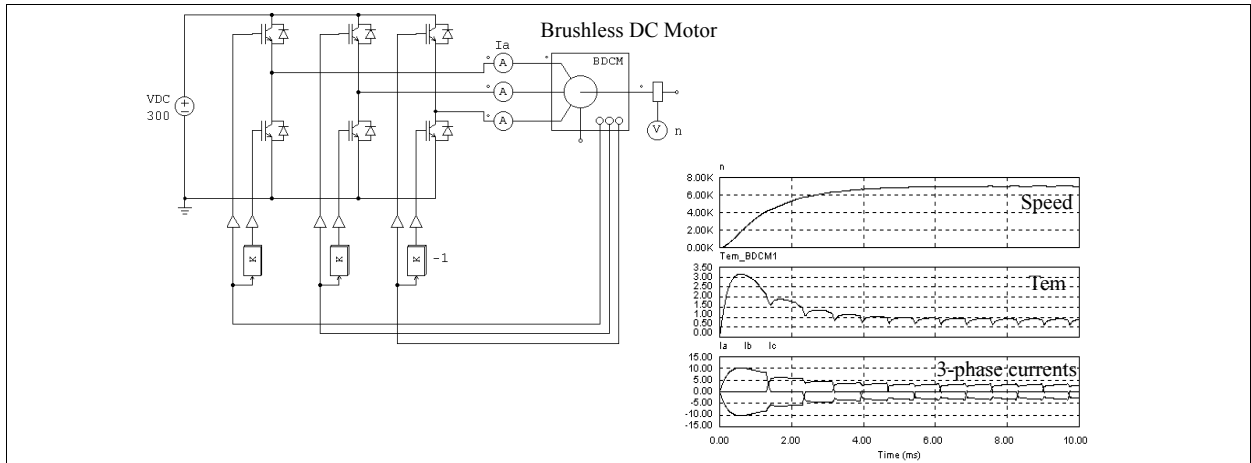 Brushless DC Motor
Ia
A
BDCM
VDC
300
A
A
V
n
K
K
K
-1
n
8.00K
6.00K
4.00K
2.00K
0.00K
Speed
Tem_BDCM1
3.50
3.00
2.50
2.00
1.50
1.00
0.50
0.00
Tem
Ia Ib Ic
15.00
10.00
5.00
0.00
-5.00
-10.00
-15.00
3-phase currents
0.00 2.00 4.00 6.00 8.00 10.00
Time (ms)